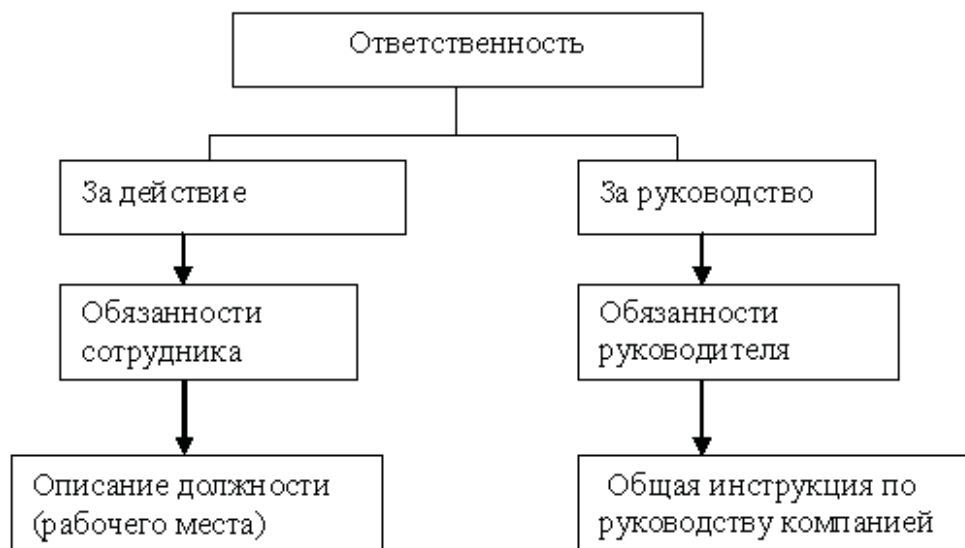 Ответственность
За действие
За руководство
Обязанности
сотрудника
Обязанности
руководителя
Описание должности
(рабочего места)
Общая инструкция по
руководству компанией